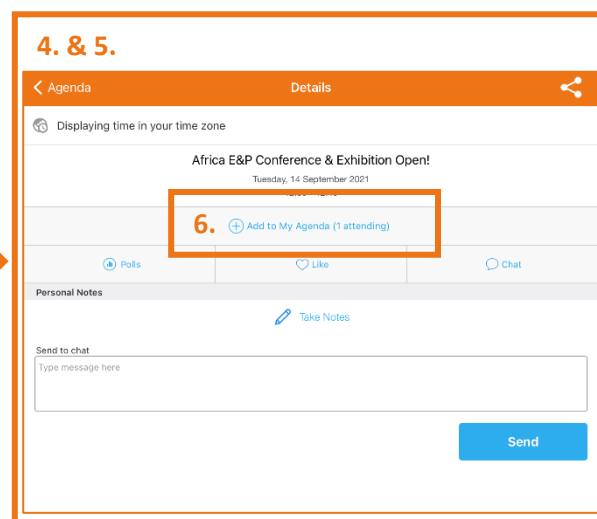 4. & 5.
Agenda Details
Displaying time in your time zone
Africa E&P Conference & Exhibition Open!
Tuesday, 14 September 2021
6. Add to My Agenda (1 attending)
Polls Like Chat
Personal Notes
Take Notes
Send to chat
Type message here
Send